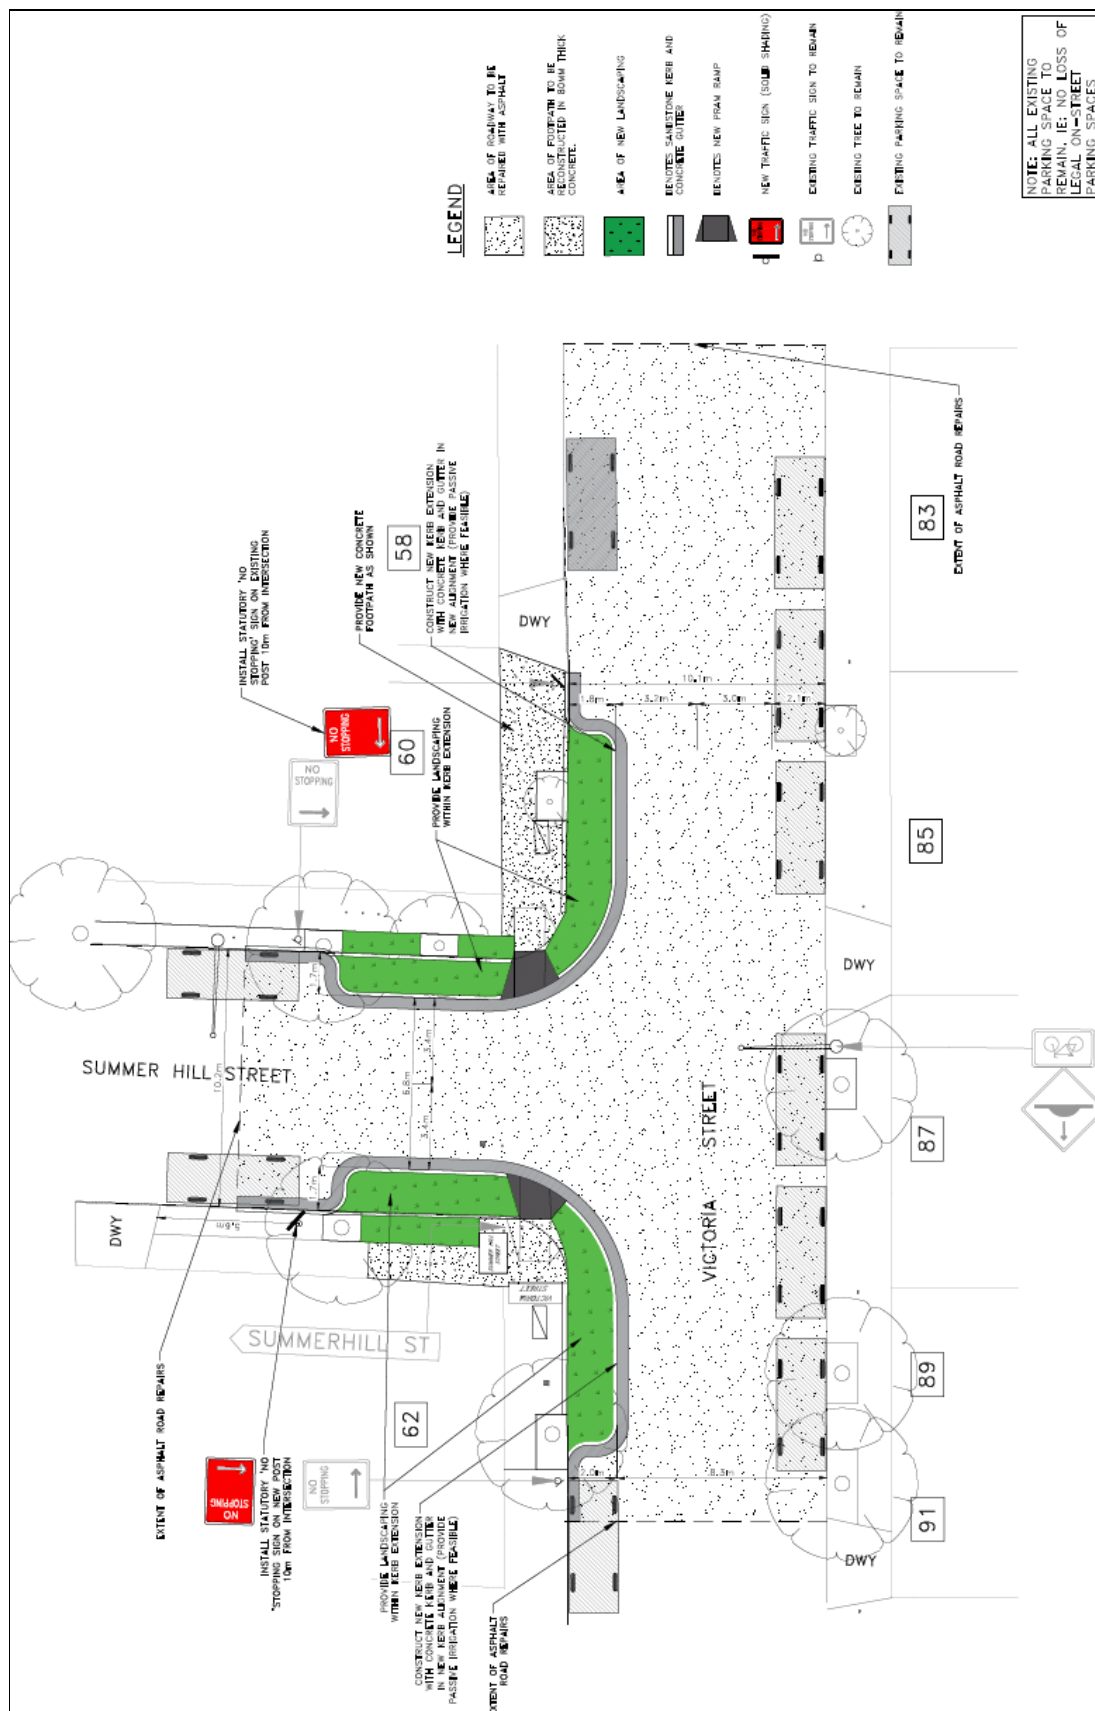 LEGEND
AREA OF ROADWAY TO BE
REPAIRED WITH ASPHALT
AREA OF FOOTPATH TO BE
RECONSTRUCTED IN 80MM THICK
CONCRETE.
AREA OF NEW LANDSCAPING
DENOTES SANDSTONE KERB AND
CONCRETE GUTTER
DENOTES NEW PRAM RAMP
NEW TRAFFIC SIGN (SOLID SHADING)
EXISTING TRAFFIC SIGN TO REMAIN
EXISTING TREE TO REMAIN
EXISTING PARKING SPACE TO REMAIN
NOTE: ALL EXISTING
PARKING SPACE TO
REMAIN. IE: NO LOSS OF
LEGAL ON-STREET
PARKING SPACES
INSTALL STATUTORY 'NO
STOPPING' SIGN ON EXISTING
POST 10m FROM INTERSECTION
NO
STOPPING
NO
STOPPING
PROVIDE NEW CONCRETE
FOOTPATH AS SHOWN
58
60
CONSTRUCT NEW KERB EXTENSION
WITH CONCRETE KERB AND GUTTER IN
NEW ALIGNMENT (PROVIDE PASSIVE
IRRIGATION WHERE FEASIBLE)
PROVIDE LANDSCAPING
WITHIN KERB EXTENSION
DWY
EXTENT OF ASPHALT ROAD REPAIRS
83
85
10.1m
1.8m
3.2m
3.0m
2.1m
DWY
SUMMER HILL STREET
10.2m
1.7m
3.4m
6.8m
3.4m
1.7m
VICTORIA STREET
87
DWY
5.6m
EXTENT OF ASPHALT ROAD REPAIRS
SUMMERHILL ST
SUMMER HILL
STREET
VICTORIA
STREET
62
89
91
DWY
2.0m
8.3m
NO
STOPPING
NO
STOPPING
INSTALL STATUTORY 'NO
'STOPPING SIGN ON NEW POST
10m FROM INTERSECTION
PROVIDE LANDSCAPING
WITHIN KERB EXTENSION
CONSTRUCT NEW KERB EXTENSION
WITH CONCRETE KERB AND GUTTER
IN NEW KERB ALIGNMENT (PROVIDE
PASSIVE IRRIGATION WHERE FEASIBLE)
EXTENT OF ASPHALT
ROAD REPAIRS